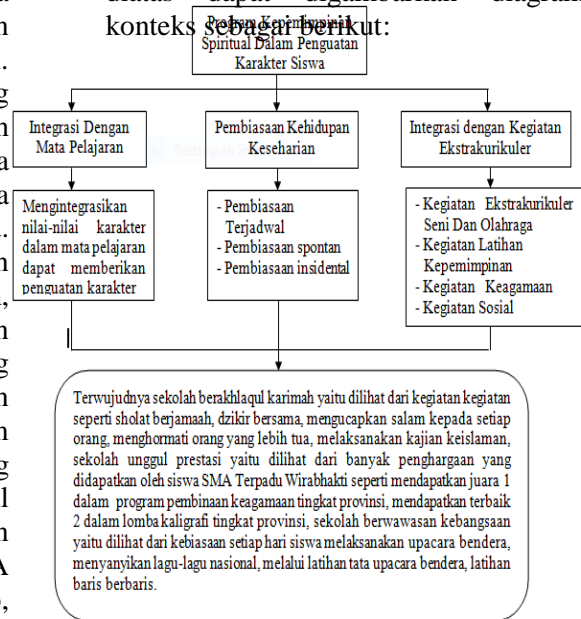 diatas dapat digambarkan diagram
konteks sebagai berikut:
Program Kepemimpinan
Spiritual Dalam Penguatan
Karakter Siswa
Integrasi Dengan
Mata Pelajaran
Pembiasaan Kehidupan
Keseharian
Integrasi dengan Kegiatan
Ekstrakurikuler
Mengintegrasikan
nilai-nilai karakter
dalam mata pelajaran
dapat memberikan
penguatan karakter
- Pembiasaan
Terjadwal
- Pembiasaan spontan
- Pembiasaan insidental
- Kegiatan Ekstrakurikuler
Seni Dan Olahraga
- Kegiatan Latihan
Kepemimpinan
- Kegiatan Keagamaan
- Kegiatan Sosial
Terwujudnya sekolah berakhlaqul karimah yaitu dilihat dari kegiatan kegiatan
seperti sholat berjamaah, dzikir bersama, mengucapkan salam kepada setiap
orang, menghormati orang yang lebih tua, melaksanakan kajian keislaman,
sekolah unggul prestasi yaitu dilihat dari banyak penghargaan yang
didapatkan oleh siswa SMA Terpadu Wirabhakti seperti mendapatkan juara 1
dalam program pembinaan keagamaan tingkat provinsi, mendapatkan terbaik
2 dalam lomba kaligrafi tingkat provinsi, sekolah berwawasan kebangsaan
yaitu dilihat dari kebiasaan setiap hari siswa melaksanakan upacara bendera,
menyanyikan lagu-lagu nasional, melalui latihan tata upacara bendera, latihan
baris berbaris.